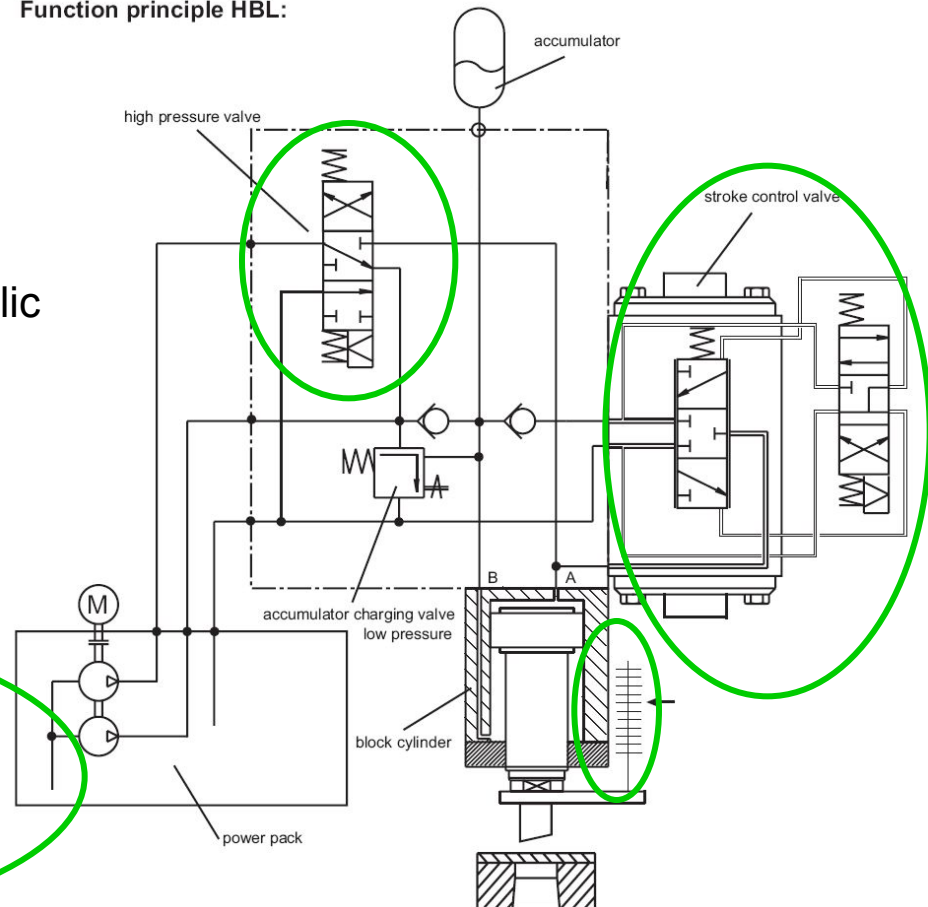 Function principle HBL:
accumulator
high pressure valve
stroke control valve
lic
B
A
M
accumulator charging valve
low pressure
block cylinder
power pack